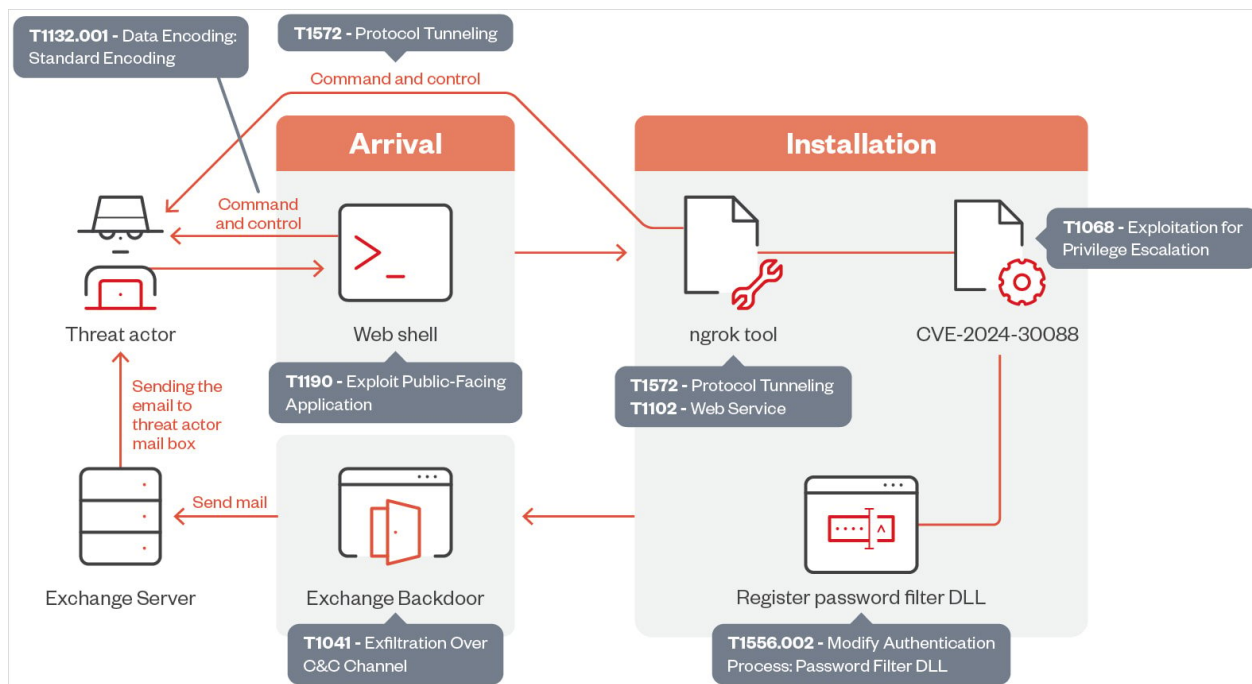 T1132.001 - Data Encoding:
Standard Encoding
T1572 - Protocol Tunneling
Command and control
Arrival
Installation
Command
and control
T1068 - Exploitation for
Privilege Escalation
Threat actor
Web shell
ngrok tool
CVE-2024-30088
T1190 - Exploit Public-Facing
Application
T1572 - Protocol Tunneling
T1102 - Web Service
Sending the
email to
threat actor
mail box
Send mail
Exchange Server
Exchange Backdoor
Register password filter DLL
T1041 - Exfiltration Over
C&C Channel
T1556.002 - Modify Authentication
Process: Password Filter DLL